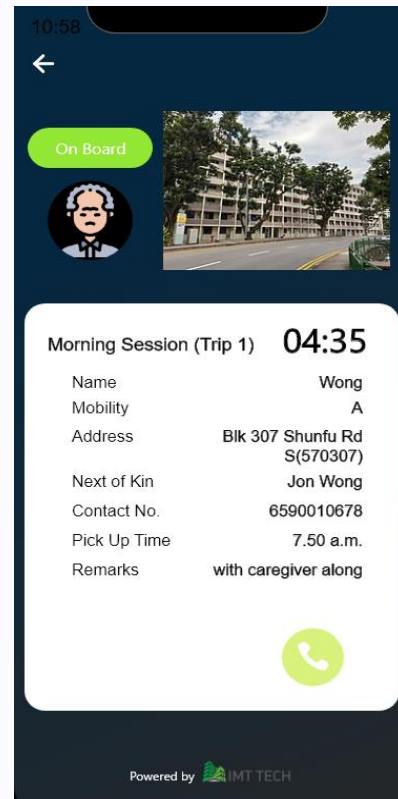 10:58
On Board
Morning Session (Trip 1) 04:35
Name Wong
Mobility A
Address Blk 307 Shunfu Rd
S(570307)
Next of Kin Jon Wong
Contact No. 6590010678
Pick Up Time 7.50 a.m.
Remarks with caregiver along
Powered by IMT TECH